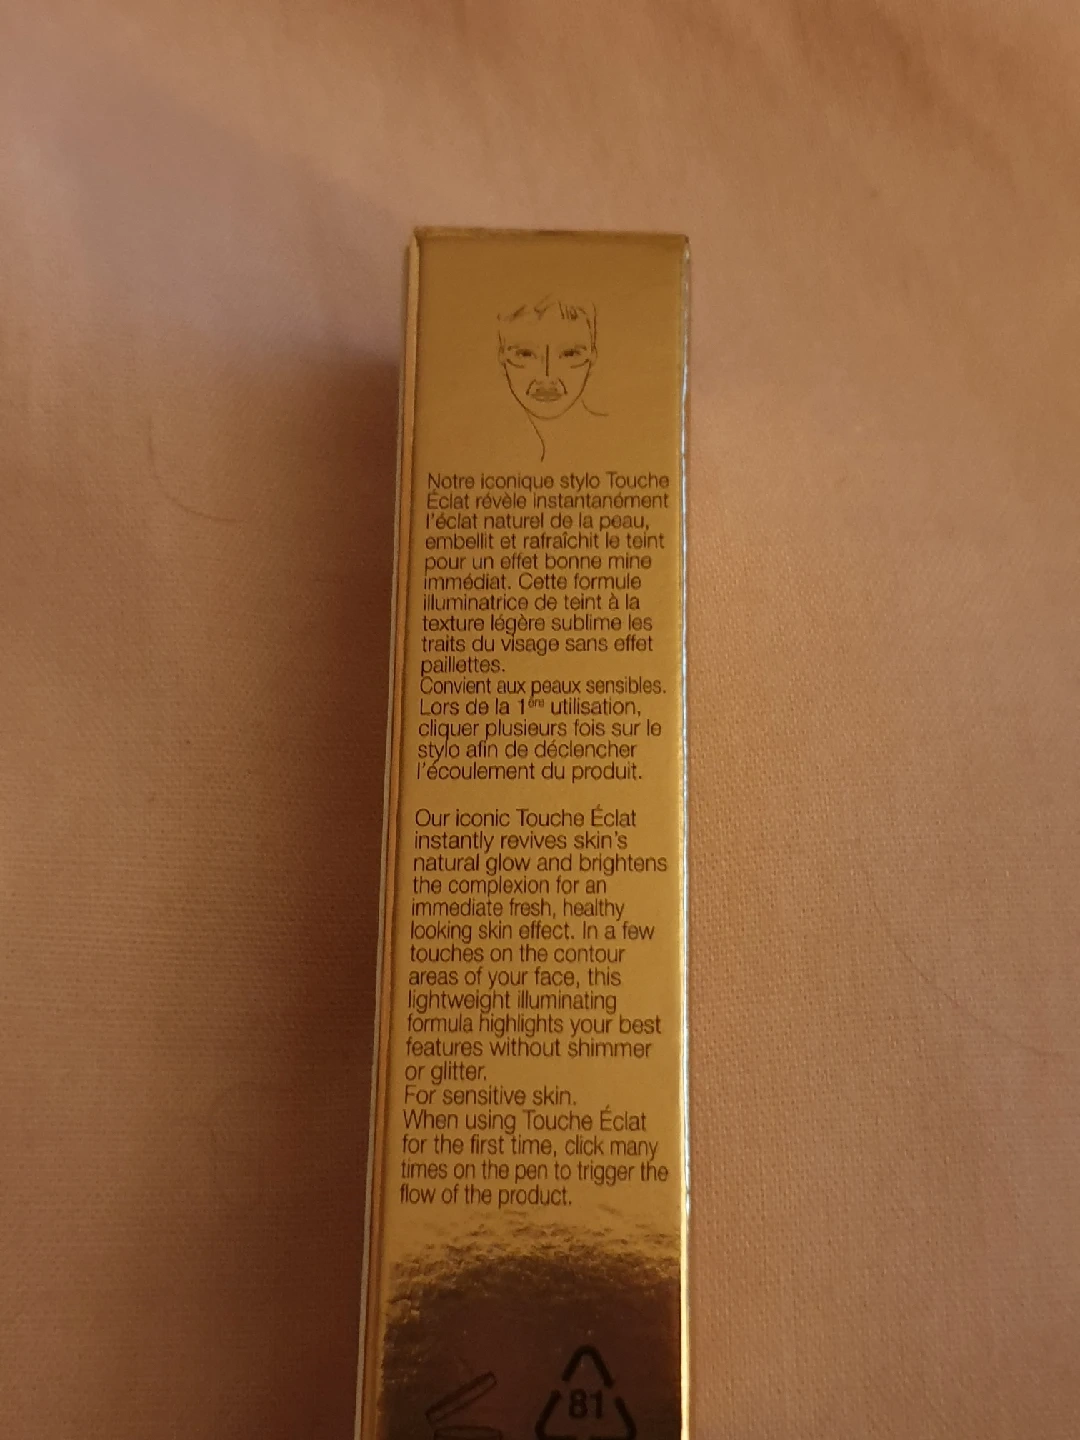 Notre iconique stylo Touche
Éclat révèle instantanément
l'éclat naturel de la peau,
embellit et rafraîchit le teint
pour un effet bonne mine
immédiat. Cette formule
illuminatrice de teint à la
texture légère sublime les
traits du visage sans effet
paillettes.
Convient aux peaux sensibles.
Lors de la 1ère utilisation,
cliquer plusieurs fois sur le
stylo afin de déclencher
l'écoulement du produit.
Our iconic Touche Éclat
instantly revives skin's
natural glow and brightens
the complexion for an
immediate fresh, healthy
looking skin effect. In a few
touches on the contour
areas of your face, this
lightweight illuminating
formula highlights your best
features without shimmer
or glitter.
For sensitive skin.
When using Touche Éclat
for the first time, click many
times on the pen to trigger the
flow of the product.
81